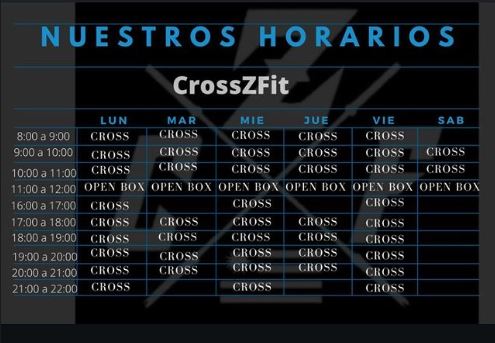 NUESTROS HORARIOS
CrossZFit
LUN MAR MIE JUE VIE SAB
8:00 a 9:00 CROSS CROSS CROSS CROSS CROSS
9:00 a 10:00 CROSS CROSS CROSS CROSS CROSS CROSS
10:00 a 11:00 CROSS CROSS CROSS CROSS CROSS CROSS
11:00 a 12:00 OPEN BOX OPEN BOX OPEN BOX OPEN BOX OPEN BOX OPEN BOX
16:00 a 17:00 CROSS CROSS CROSS
17:00 a 18:00 CROSS CROSS CROSS CROSS CROSS
18:00 a 19:00 CROSS CROSS CROSS CROSS CROSS
19:00 a 20:00 CROSS CROSS CROSS CROSS CROSS
20:00 a 21:00 CROSS CROSS CROSS CROSS CROSS
21:00 a 22:00 CROSS CROSS CROSS